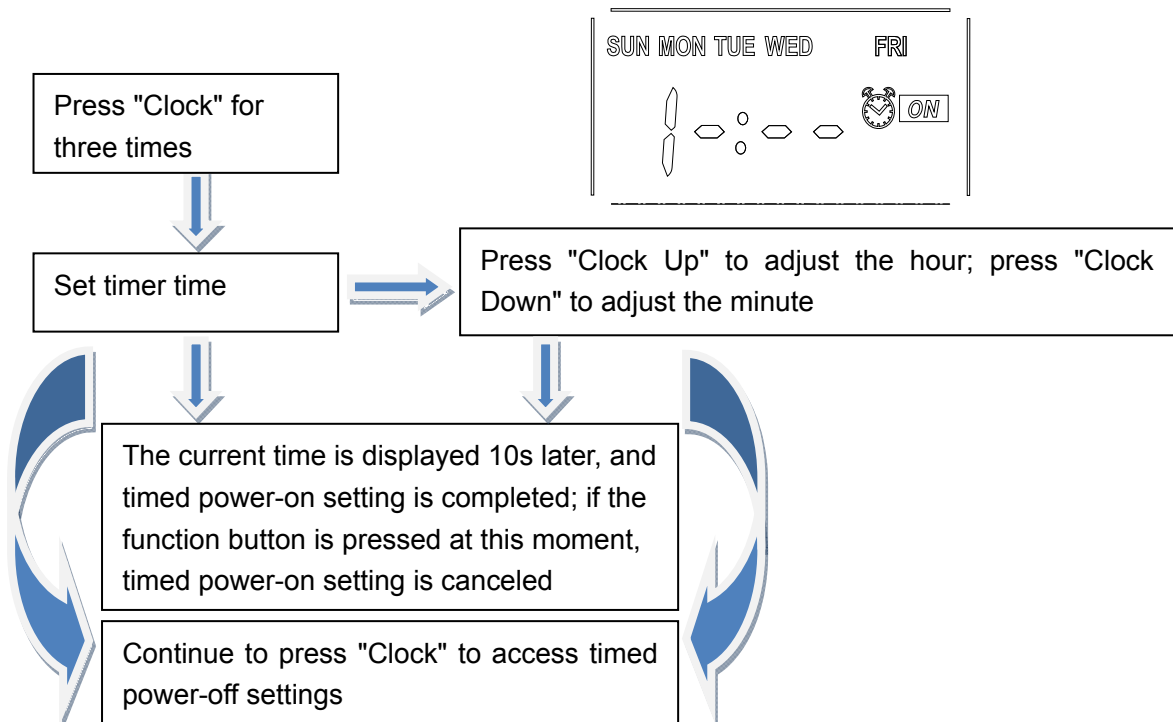 SUN MON TUE WED FRI
1-:--
ON
Press "Clock" for
three times
Set timer time
Press "Clock Up" to adjust the hour; press "Clock
Down" to adjust the minute
The current time is displayed 10s later, and
timed power-on setting is completed; if the
function button is pressed at this moment,
timed power-on setting is canceled
Continue to press "Clock" to access timed
power-off settings